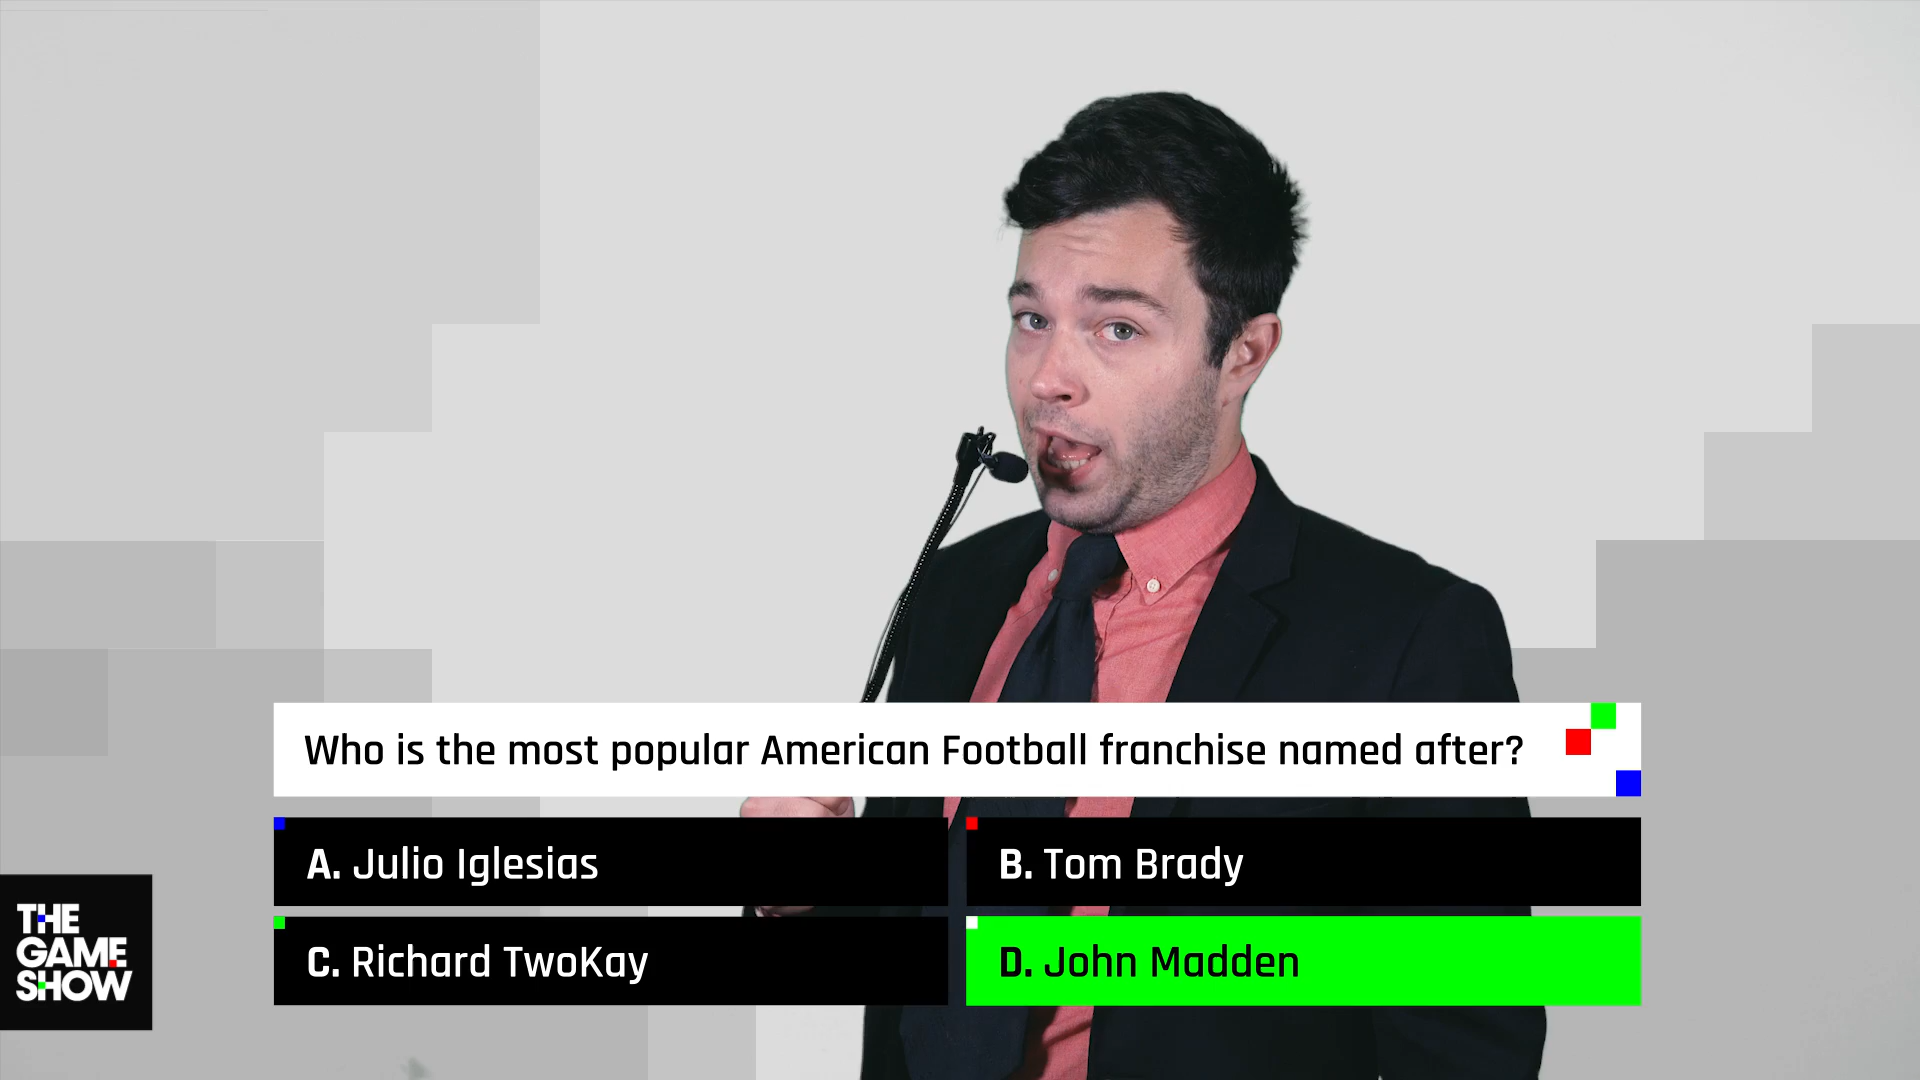 Who is the most popular American Football franchise named after?
A. Julio Iglesias
B. Tom Brady
C. Richard TwoKay
D. John Madden
THE
GAME
SHOW